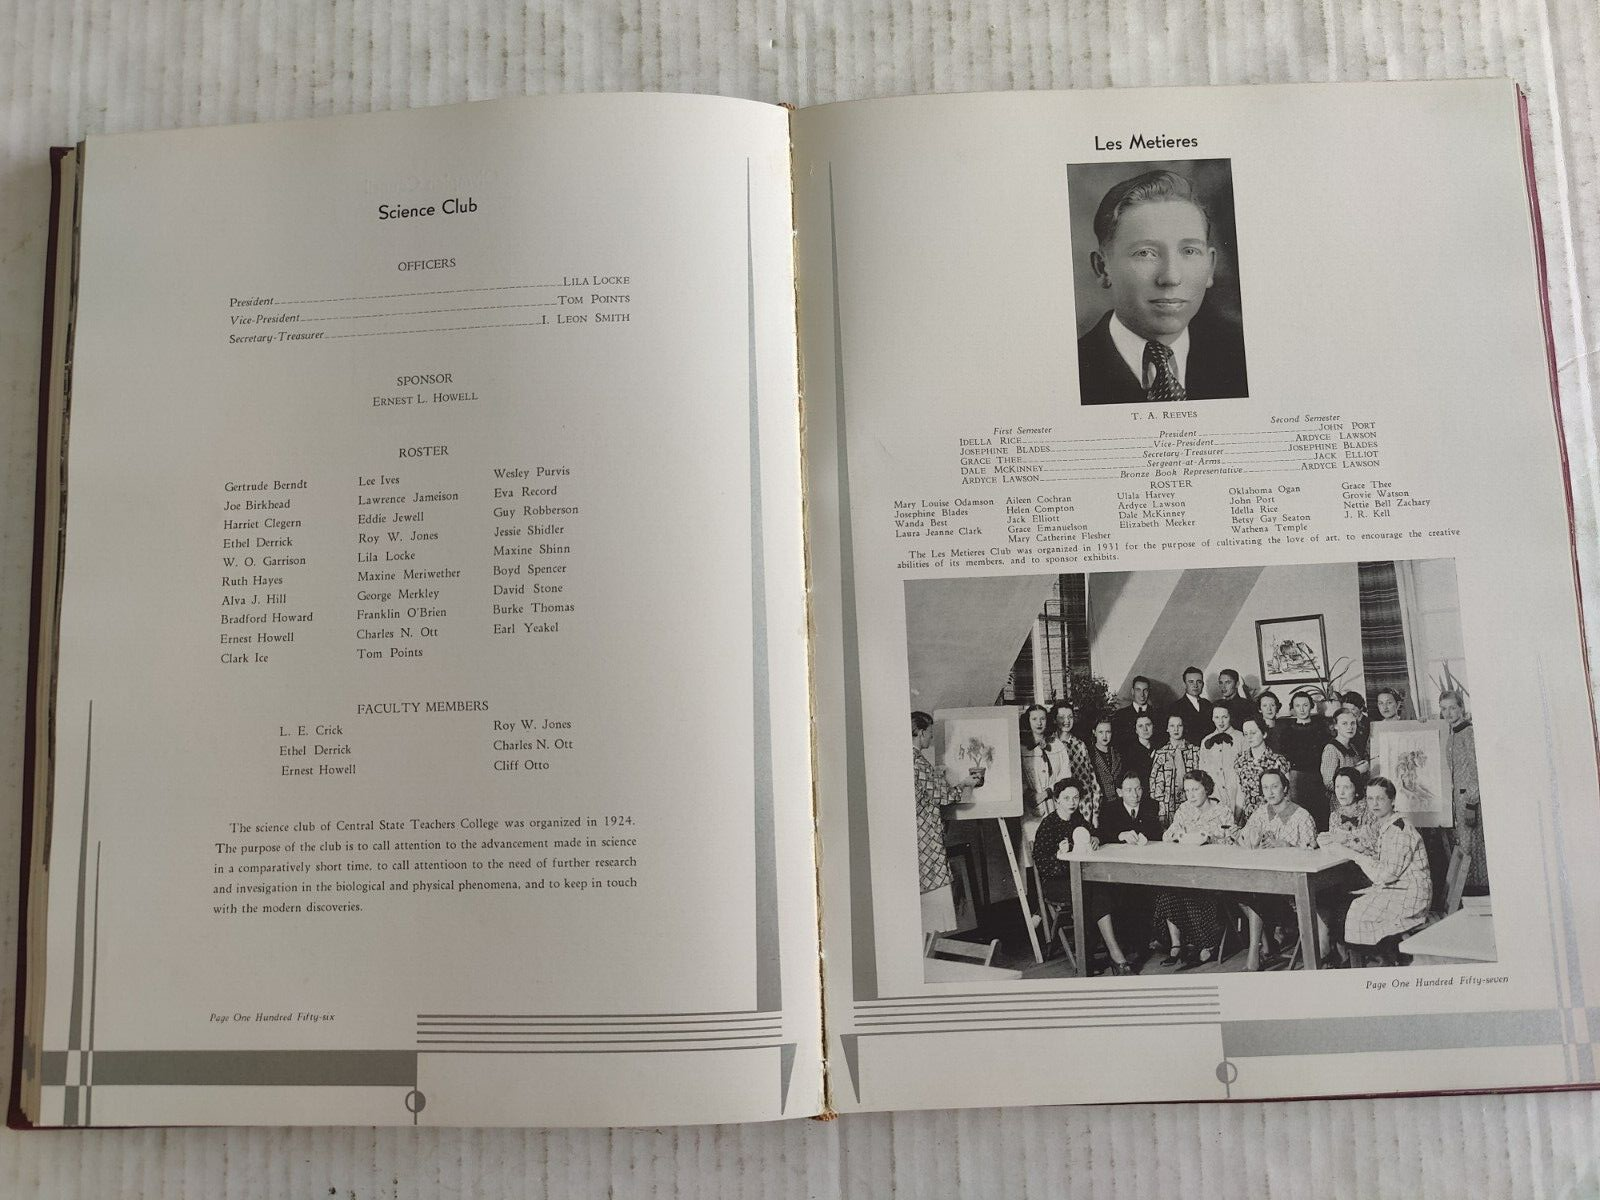 Science Club
OFFICERS
President LILA LOCKE
Vice-President TOM POINTS
Secretary-Treasurer I. LEON SMITH
SPONSOR
ERNEST L. HOWELL
ROSTER
Gertrude Berndt
Joe Birkhead
Harriet Clegern
Ethel Derrick
W. O. Garrison
Ruth Hayes
Alva J. Hill
Bradford Howard
Ernest Howell
Clark Ice
Lee Ives
Lawrence Jameison
Eddie Jewell
Roy W. Jones
Lila Locke
Maxine Meriwether
George Merkley
Franklin O'Brien
Charles N. Ott
Tom Points
Wesley Purvis
Eva Record
Guy Robberson
Jessie Shidler
Maxine Shinn
Boyd Spencer
David Stone
Burke Thomas
Earl Yeakel
FACULTY MEMBERS
L. E. Crick
Ethel Derrick
Ernest Howell
Roy W. Jones
Charles N. Ott
Cliff Otto
The science club of Central State Teachers College was organized in 1924.
The purpose of the club is to call attention to the advancement made in science
in a comparatively short time, to call attentioon to the need of further research
and invesigation in the biological and physical phenomena, and to keep in touch
with the modern discoveries.
Page One Hundred Fifty-six
Les Metieres
T. A. REEVES
First Semester Second Semester
IDELLA RICE President JOHN PORT
JOSEPHINE BLADES Vice-President ARDYCE LAWSON
GRACE THEE Secretary-Treasurer JOSEPHINE BLADES
DALE MCKINNEY Sergeant-at-Arms JACK ELLIOT
ARDYCE LAWSON Bronze Book Representative ARDYCE LAWSON
ROSTER
Mary Louise Odamson
Josephine Blades
Wanda Best
Laura Jeanne Clark
Aileen Cochran
Helen Compton
Jack Elliott
Grace Emanuelson
Mary Catherine Flesher
Ulala Harvey
Ardyce Lawson
Dale McKinney
Elizabeth Meeker
Oklahoma Ogan
John Port
Idella Rice
Betsy Gay Seaton
Wathena Temple
Grace Thee
Grovie Watson
Nettie Bell Zachary
J. R. Kell
The Les Metieres Club was organized in 1931 for the purpose of cultivating the love of art, to encourage the creative
abilities of its members, and to sponsor exhibits.
Page One Hundred Fifty-seven